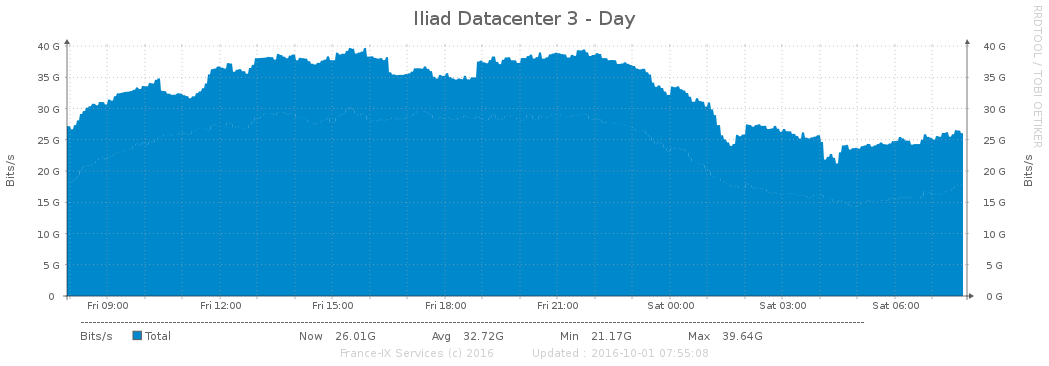 Iliad Datacenter 3 - Day
RRDTOOL / TOBI OETIKER
40 G 40 G
35 G 35 G
30 G 30 G
25 G 25 G
20 G 20 G
15 G 15 G
10 G 10 G
5 G 5 G
0 0 G
Bits/s
Bits/s
Fri 09:00 Fri 12:00 Fri 15:00 Fri 18:00 Fri 21:00 Sat 00:00 Sat 03:00 Sat 06:00
Bits/s Total Now 26.01G Avg 32.72G Min 21.17G Max 39.64G
France-IX Services (c) 2016 Updated : 2016-10-01 07:55:08